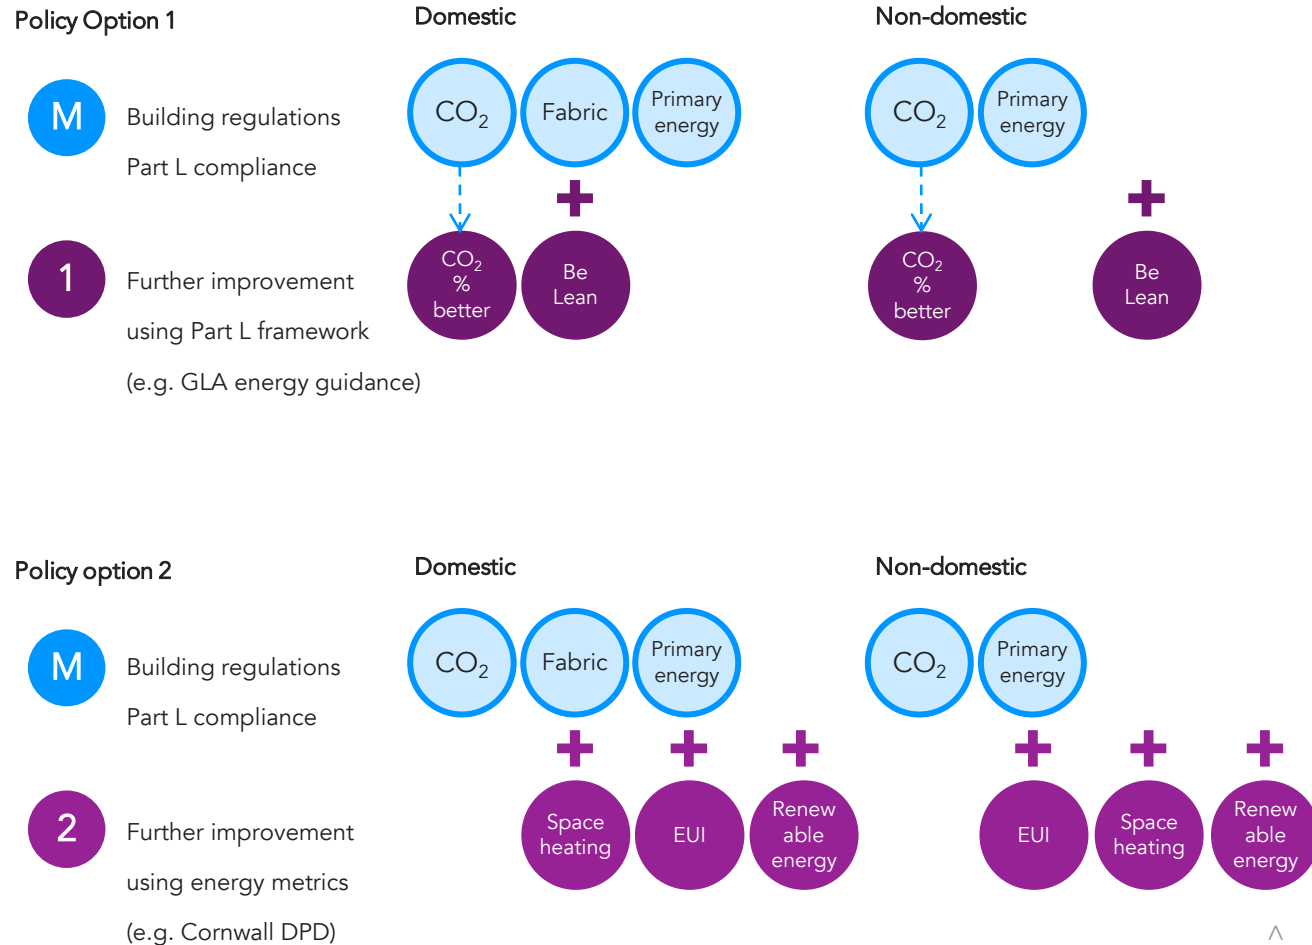 Policy Option 1
Domestic
Non-domestic
M
Building regulations
Part L compliance
CO₂
Fabric
Primary
energy
CO₂
Primary
energy
1
Further improvement
using Part L framework
(e.g. GLA energy guidance)
CO₂
%
better
Be
Lean
CO₂
%
better
Be
Lean
Policy option 2
Domestic
Non-domestic
M
Building regulations
Part L compliance
CO₂
Fabric
Primary
energy
CO₂
Primary
energy
2
Further improvement
using energy metrics
(e.g. Cornwall DPD)
Space
heating
EUI
Renew
able
energy
EUI
Space
heating
Renew
able
energy